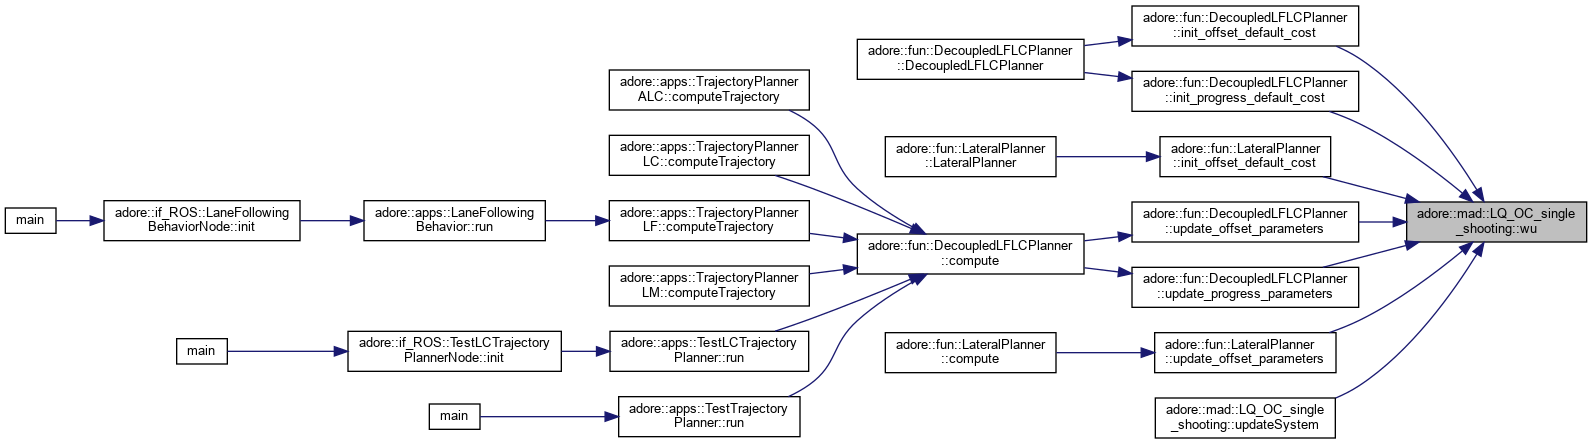 adore::fun::DecoupledLFLCPlanner
::init_offset_default_cost
adore::fun::DecoupledLFLCPlanner
::DecoupledLFLCPlanner
adore::apps::TrajectoryPlanner
ALC::computeTrajectory
adore::fun::DecoupledLFLCPlanner
::init_progress_default_cost
adore::apps::TrajectoryPlanner
LC::computeTrajectory
adore::fun::LateralPlanner
::LateralPlanner
adore::fun::LateralPlanner
::init_offset_default_cost
main
adore::if_ROS::LaneFollowing
BehaviorNode::init
adore::apps::LaneFollowing
Behavior::run
adore::apps::TrajectoryPlanner
LF::computeTrajectory
adore::fun::DecoupledLFLCPlanner
::update_offset_parameters
adore::mad::LQ_OC_single
_shooting::wu
adore::fun::DecoupledLFLCPlanner
::compute
adore::apps::TrajectoryPlanner
LM::computeTrajectory
adore::fun::DecoupledLFLCPlanner
::update_progress_parameters
main
adore::if_ROS::TestLCTrajectory
PlannerNode::init
adore::apps::TestLCTrajectory
Planner::run
adore::fun::LateralPlanner
::compute
adore::fun::LateralPlanner
::update_offset_parameters
main
adore::apps::TestTrajectory
Planner::run
adore::mad::LQ_OC_single
_shooting::updateSystem